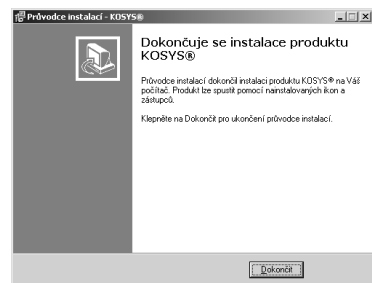 Průvodce instalací - KOSYS®
Dokončuje se instalace produktu
KOSYS®
Průvodce instalací dokončil instalaci produktu KOSYS® na Váš
počítač. Produkt lze spustit pomocí nainstalovaných ikon a
zástupců.
Klepněte na Dokončit pro ukončení průvodce instalací.
Dokončit